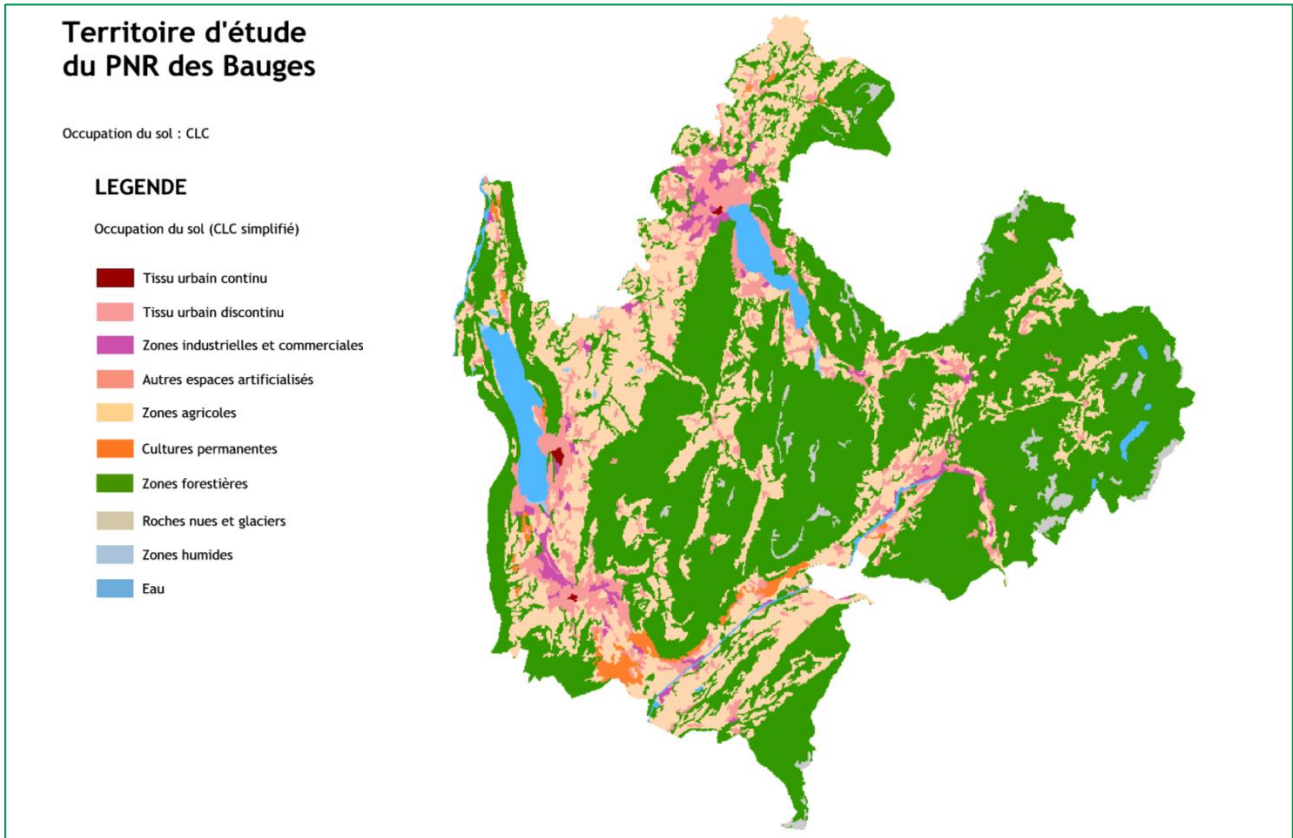 Territoire d'étude
du PNR des Bauges
Occupation du sol : CLC
LEGENDE
Occupation du sol (CLC simplifié)
Tissu urbain continu
Tissu urbain discontinu
Zones industrielles et commerciales
Autres espaces artificialisés
Zones agricoles
Cultures permanentes
Zones forestières
Roches nues et glaciers
Zones humides
Eau